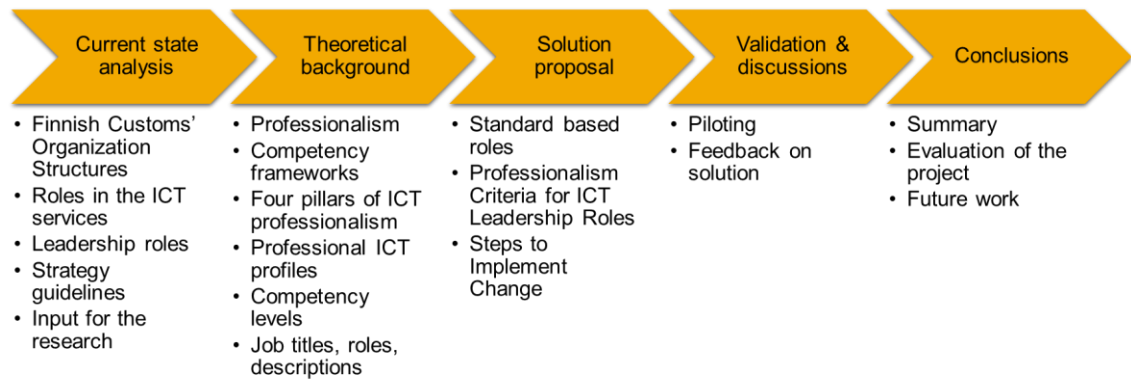 Current state
analysis
Theoretical
background
Solution
proposal
Validation &
discussions
Conclusions
• Finnish Customs'
Organization
Structures
• Roles in the ICT
services
• Leadership roles
• Strategy
guidelines
• Input for the
research
• Professionalism
• Competency
frameworks
• Four pillars of ICT
professionalism
• Professional ICT
profiles
• Competency
levels
• Job titles, roles,
descriptions
• Standard based
roles
• Professionalism
Criteria for ICT
Leadership Roles
• Steps to
Implement
Change
• Piloting
• Feedback on
solution
• Summary
• Evaluation of the
project
• Future work